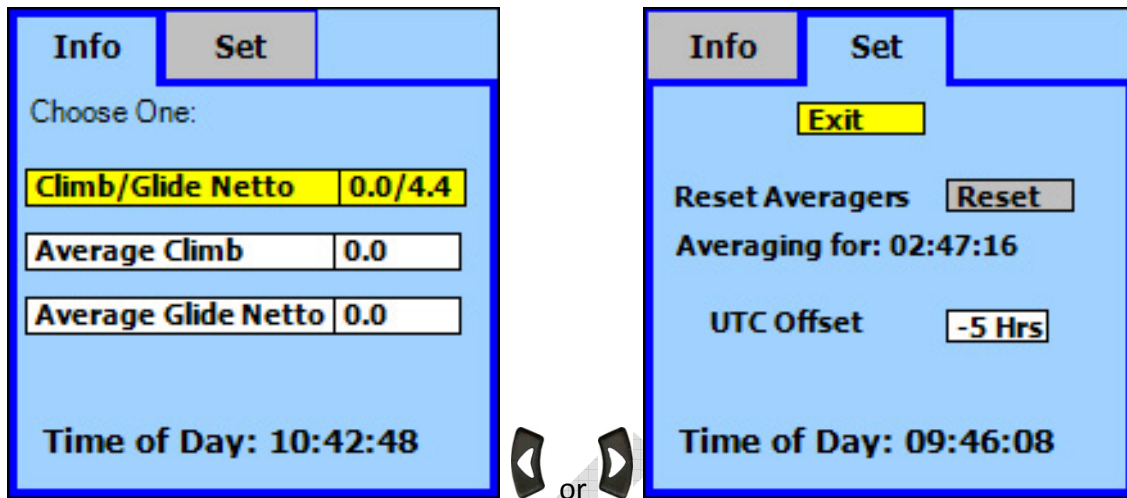 Info Set
Choose One:
Climb/Glide Netto 0.0/4.4
Average Climb 0.0
Average Glide Netto 0.0
Time of Day: 10:42:48
or
Info Set
Exit
Reset Averagers Reset
Averaging for: 02:47:16
UTC Offset -5 Hrs
Time of Day: 09:46:08